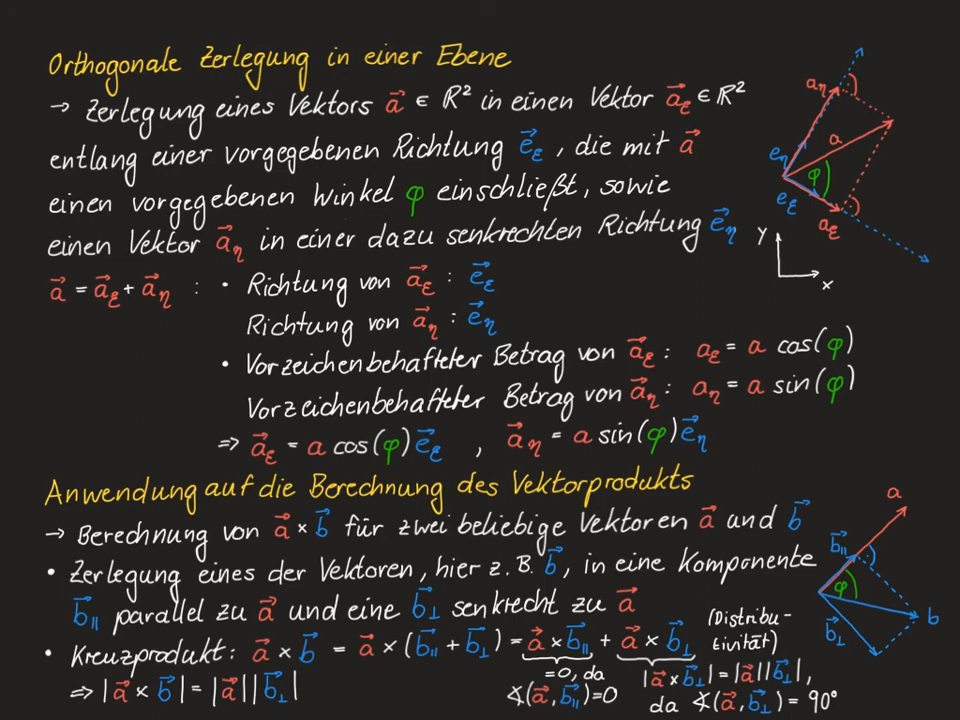 Orthogonale Zerlegung in einer Ebene
→ Zerlegung eines Vektors a⃗ ∈ ℝ² in einen Vektor a⃗_ξ ∈ ℝ²
entlang einer vorgegebenen Richtung e⃗_ξ, die mit a⃗
einen vorgegebenen Winkel φ einschließt, sowie
einen Vektor a⃗_η in einer dazu senkrechten Richtung e⃗_η
a⃗ = a⃗_ξ + a⃗_η : • Richtung von a⃗_ξ : e⃗_ξ
Richtung von a⃗_η : e⃗_η
• Vorzeichenbehafteter Betrag von a⃗_ξ : a_ξ = a cos(φ)
Vorzeichenbehafteter Betrag von a⃗_η : a_η = a sin(φ)
⇒ a⃗_ξ = a cos(φ) e⃗_ξ , a⃗_η = a sin(φ) e⃗_η
a_η
a
e_η
φ
e_ξ
a_ξ
y
x
Anwendung auf die Berechnung des Vektorprodukts
→ Berechnung von a⃗ × b⃗ für zwei beliebige Vektoren a⃗ und b⃗
• Zerlegung eines der Vektoren, hier z. B. b⃗, in eine Komponente
b⃗_∥ parallel zu a⃗ und eine b⃗_⊥ senkrecht zu a⃗
• Kreuzprodukt: a⃗ × b⃗ = a⃗ × (b⃗_∥ + b⃗_⊥) = a⃗ × b⃗_∥ + a⃗ × b⃗_⊥
(Distribu-
tivität)
=0, da
∢(a⃗, b⃗_∥) = 0
|a⃗ × b⃗_⊥| = |a⃗||b⃗_⊥|,
da ∢(a⃗, b⃗_⊥) = 90°
⇒ |a⃗ × b⃗| = |a⃗||b⃗_⊥|
a
b⃗_∥
φ
b
b⃗_⊥